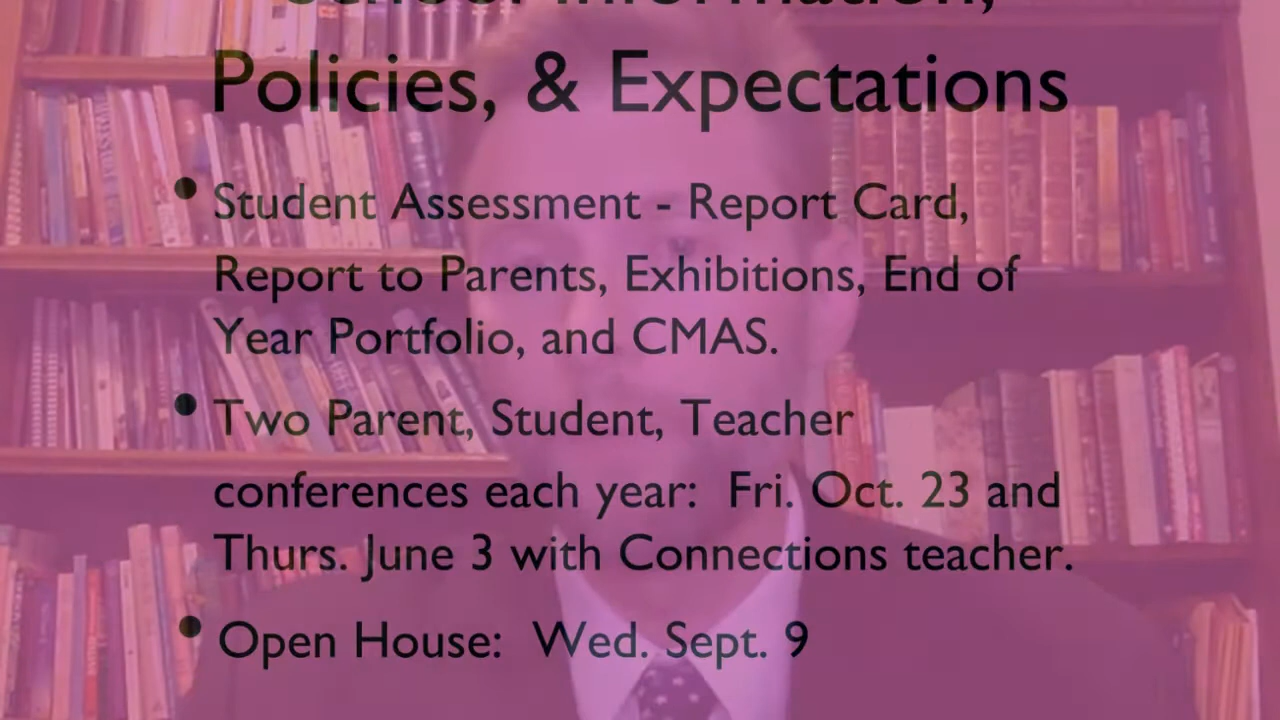 School Information,
Policies, & Expectations
• Student Assessment - Report Card,
Report to Parents, Exhibitions, End of
Year Portfolio, and CMAS.
• Two Parent, Student, Teacher
conferences each year: Fri. Oct. 23 and
Thurs. June 3 with Connections teacher.
• Open House: Wed. Sept. 9